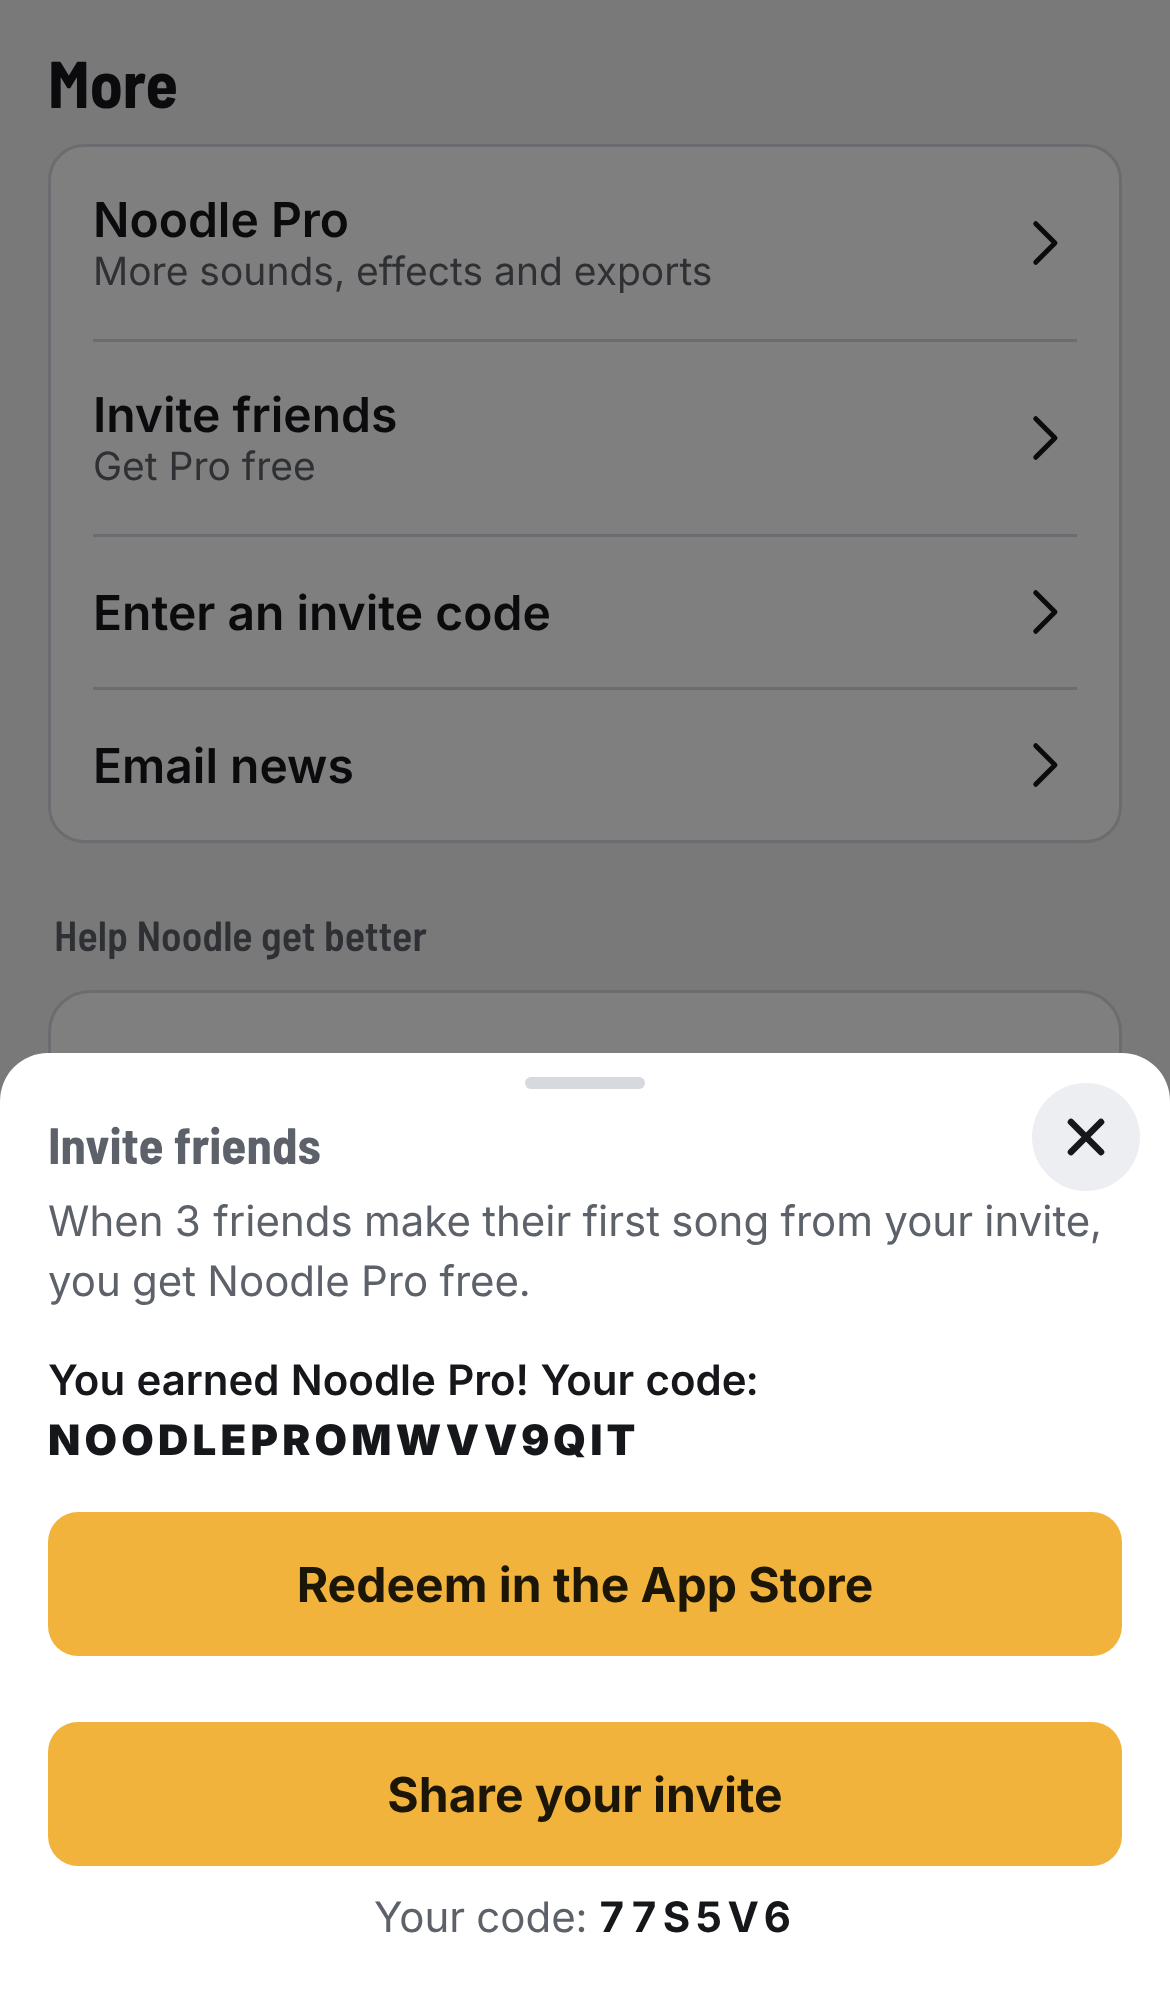 More
Noodle Pro
More sounds, effects and exports
Invite friends
Get Pro free
Enter an invite code
Email news
Help Noodle get better
Invite friends
When 3 friends make their first song from your invite,
you get Noodle Pro free.
You earned Noodle Pro! Your code:
NOODLEPROMWVV9QIT
Redeem in the App Store
Share your invite
Your code: 77S5V6